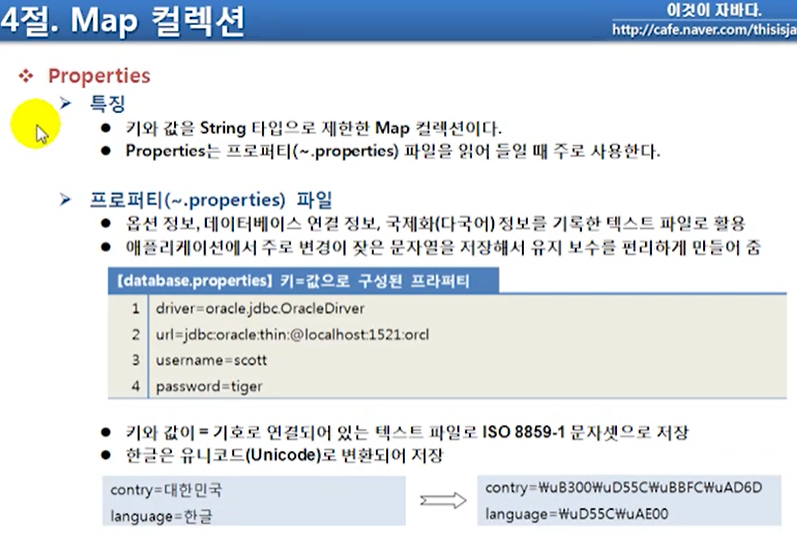 4절. Map 컬렉션
이것이 자바다.
http://cafe.naver.com/thisisja
Properties
특징
키와 값을 String 타입으로 제한한 Map 컬렉션이다.
Properties는 프로퍼티(~.properties) 파일을 읽어 들일 때 주로 사용한다.
프로퍼티(~.properties) 파일
옵션 정보, 데이터베이스 연결 정보, 국제화(다국어) 정보를 기록한 텍스트 파일로 활용
애플리케이션에서 주로 변경이 잦은 문자열을 저장해서 유지 보수를 편리하게 만들어 줌
【database.properties】 키=값으로 구성된 프라퍼티
1 driver=oracle.jdbc.OracleDirver
2 url=jdbc:oracle:thin:@localhost:1521:orcl
3 username=scott
4 password=tiger
키와 값이 = 기호로 연결되어 있는 텍스트 파일로 ISO 8859-1 문자셋으로 저장
한글은 유니코드(Unicode)로 변환되어 저장
contry=대한민국
language=한글
contry=₩uB300₩uD55C₩uBBFC₩uAD6D
language=₩uD55C₩uAE00